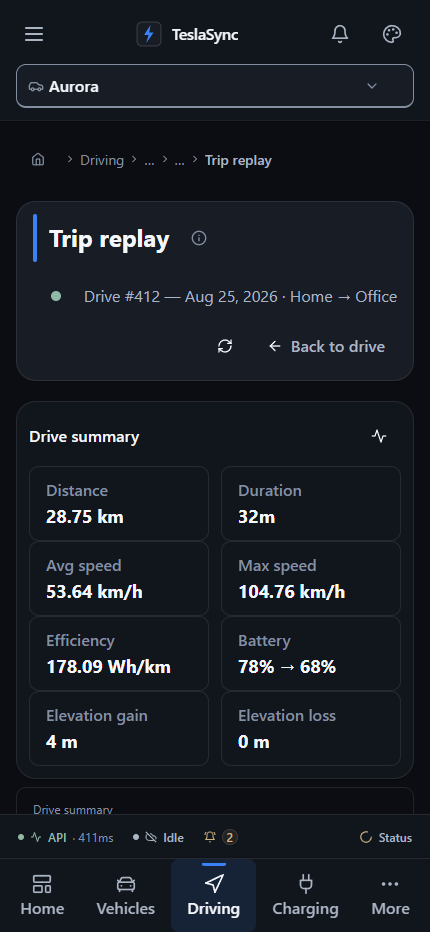 TeslaSync
Aurora
Driving > ... > ... > Trip replay
Trip replay
Drive #412 — Aug 25, 2026 · Home → Office
← Back to drive
Drive summary
Distance
28.75 km
Duration
32m
Avg speed
53.64 km/h
Max speed
104.76 km/h
Efficiency
178.09 Wh/km
Battery
78% → 68%
Elevation gain
4 m
Elevation loss
0 m
Drive summary
API · 411ms
Idle
2
Status
Home
Vehicles
Driving
Charging
More